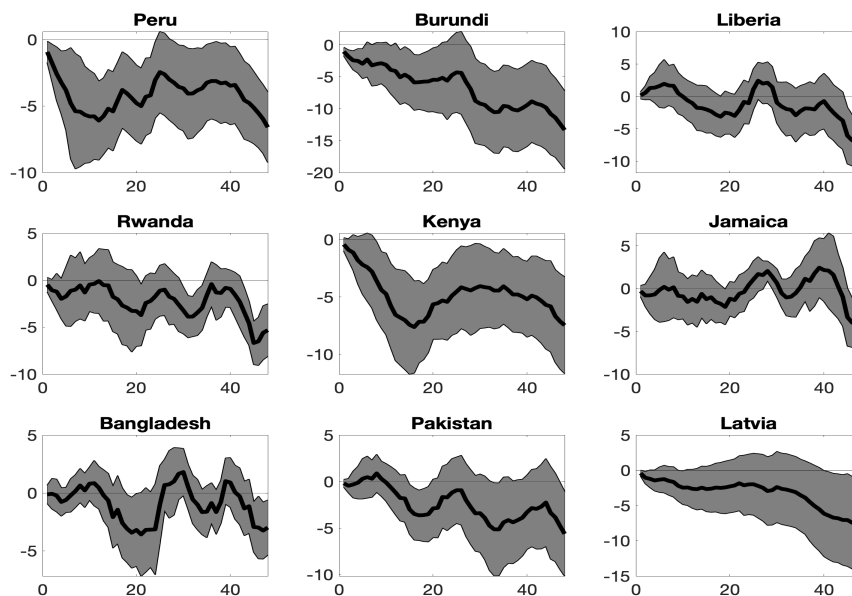 Peru Burundi Liberia
0 0 10
-5 -5 5
-10 -10 0
-15 -5
-20 -10
0 20 40 0 20 40 0 20 40
Rwanda Kenya Jamaica
5 0 5
0 -5 0
-5 -10 -5
-10 -10
0 20 40 0 20 40 0 20 40
Bangladesh Pakistan Latvia
5 5 5
0 0 0
-5 -5 -5
-10 -10
-15
0 20 40 0 20 40 0 20 40